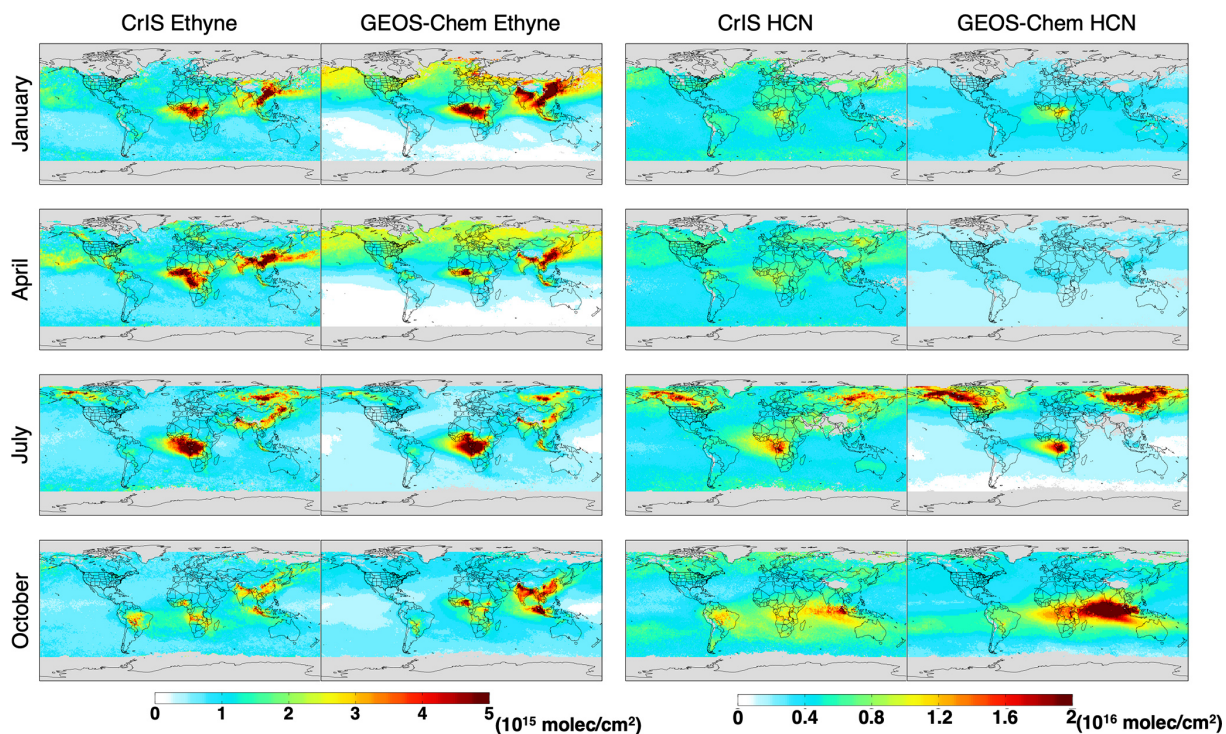 CrIS Ethyne GEOS-Chem Ethyne CrIS HCN GEOS-Chem HCN
January
April
July
October
0 1 2 3 4 5 (10¹⁵ molec/cm²) 0 0.4 0.8 1.2 1.6 2 (10¹⁶ molec/cm²)